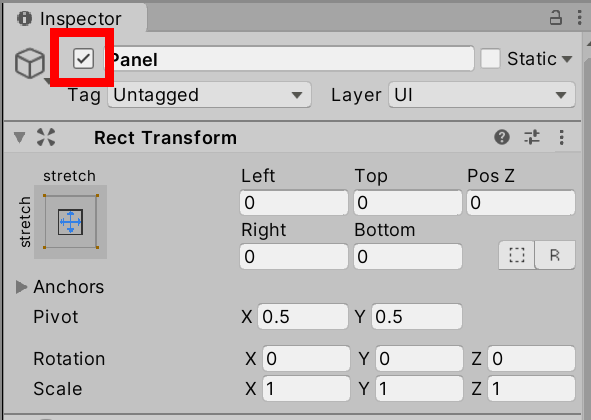 Inspector
Panel Static
Tag Untagged Layer UI
Rect Transform
stretch
stretch
Left Top Pos Z
0 0 0
Right Bottom
0 0
R
Anchors
Pivot X 0.5 Y 0.5
Rotation X 0 Y 0 Z 0
Scale X 1 Y 1 Z 1